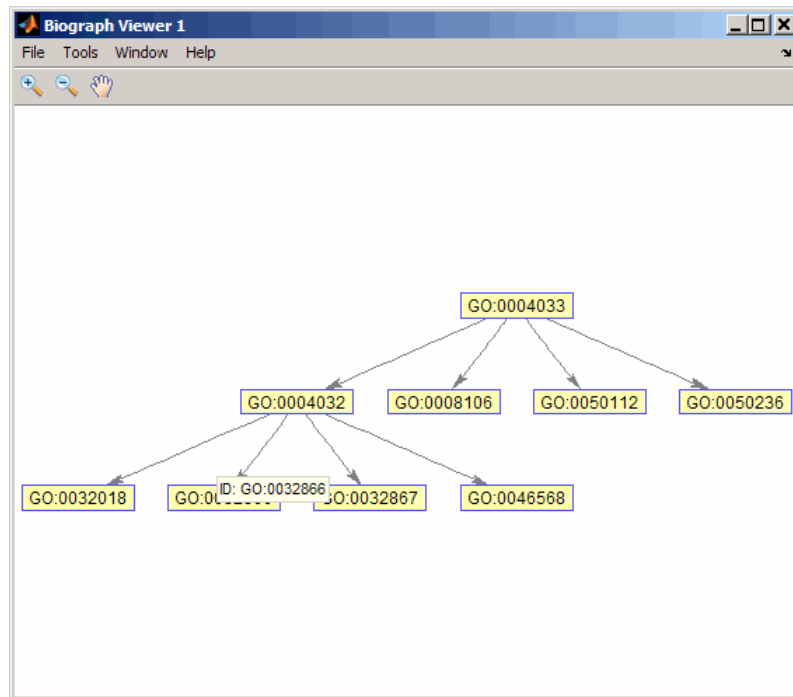 Biograph Viewer 1
File Tools Window Help
GO:0004033
GO:0004032 GO:0008106 GO:0050112 GO:0050236
ID: GO:0032866
GO:0032018 GO:0032867 GO:0046568